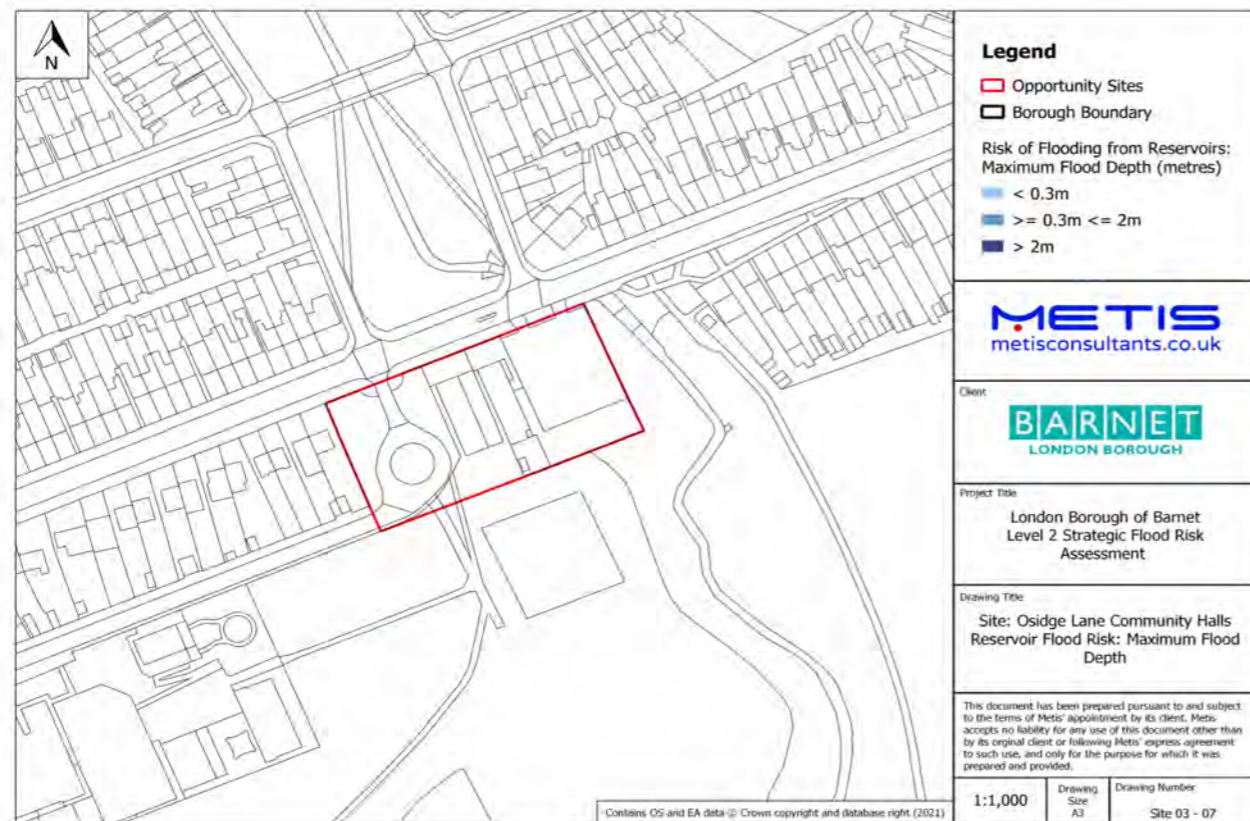 N
Legend
Opportunity Sites
Borough Boundary
Risk of Flooding from Reservoirs:
Maximum Flood Depth (metres)
< 0.3m
>= 0.3m <= 2m
> 2m
METIS
metisconsultants.co.uk
Client
BARNET
LONDON BOROUGH
Project Title
London Borough of Barnet
Level 2 Strategic Flood Risk
Assessment
Drawing Title
Site: Osidge Lane Community Halls
Reservoir Flood Risk: Maximum Flood
Depth
This document has been prepared pursuant to and subject
to the terms of Metis' appointment by its client. Metis
accepts no liability for any use of this document other than
by its orginal client or following Metis' express agreement
to such use, and only for the purpose for which it was
prepared and provided.
1:1,000
Drawing
Size
A3
Drawing Number
Site 03 - 07
Contains OS and EA data © Crown copyright and database right (2021)